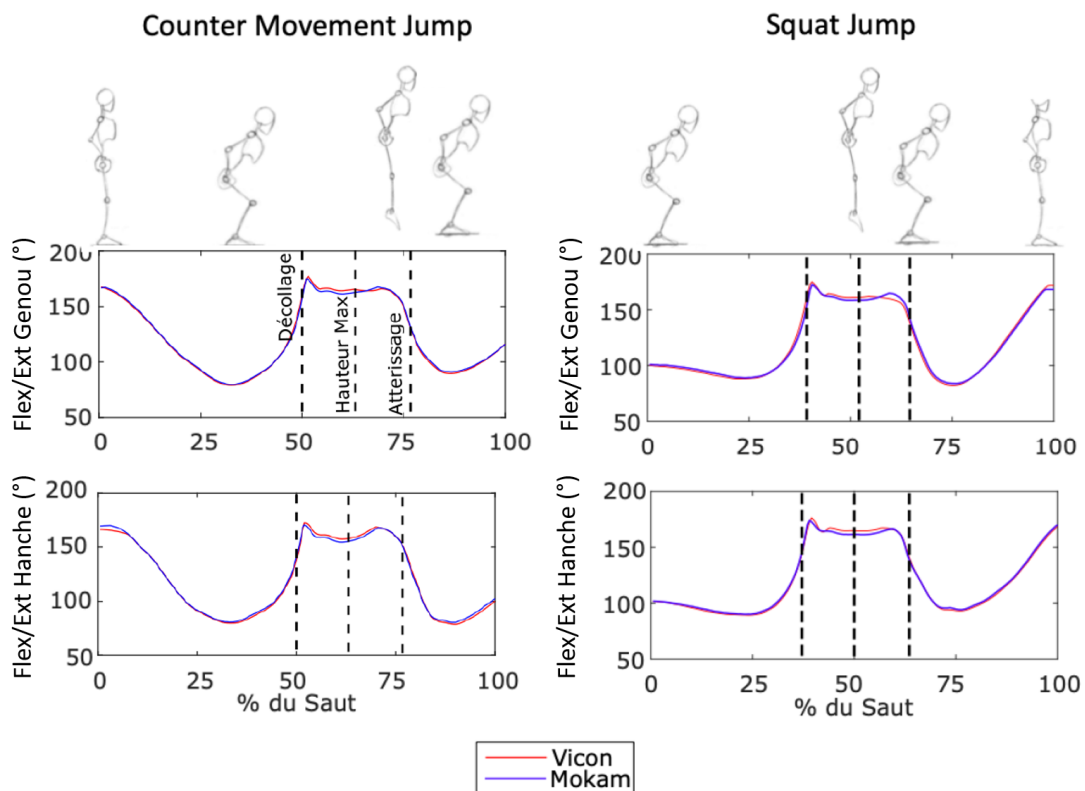 Counter Movement Jump
Squat Jump
Flex/Ext Genou (°)
200
150
100
50
Décollage
Hauteur Max
Atterissage
0
25
50
75
100
Flex/Ext Genou (°)
200
150
100
50
0
25
50
75
100
Flex/Ext Hanche (°)
200
150
100
50
0
25
50
75
100
% du Saut
Flex/Ext Hanche (°)
200
150
100
50
0
25
50
75
100
% du Saut
Vicon
Mokam